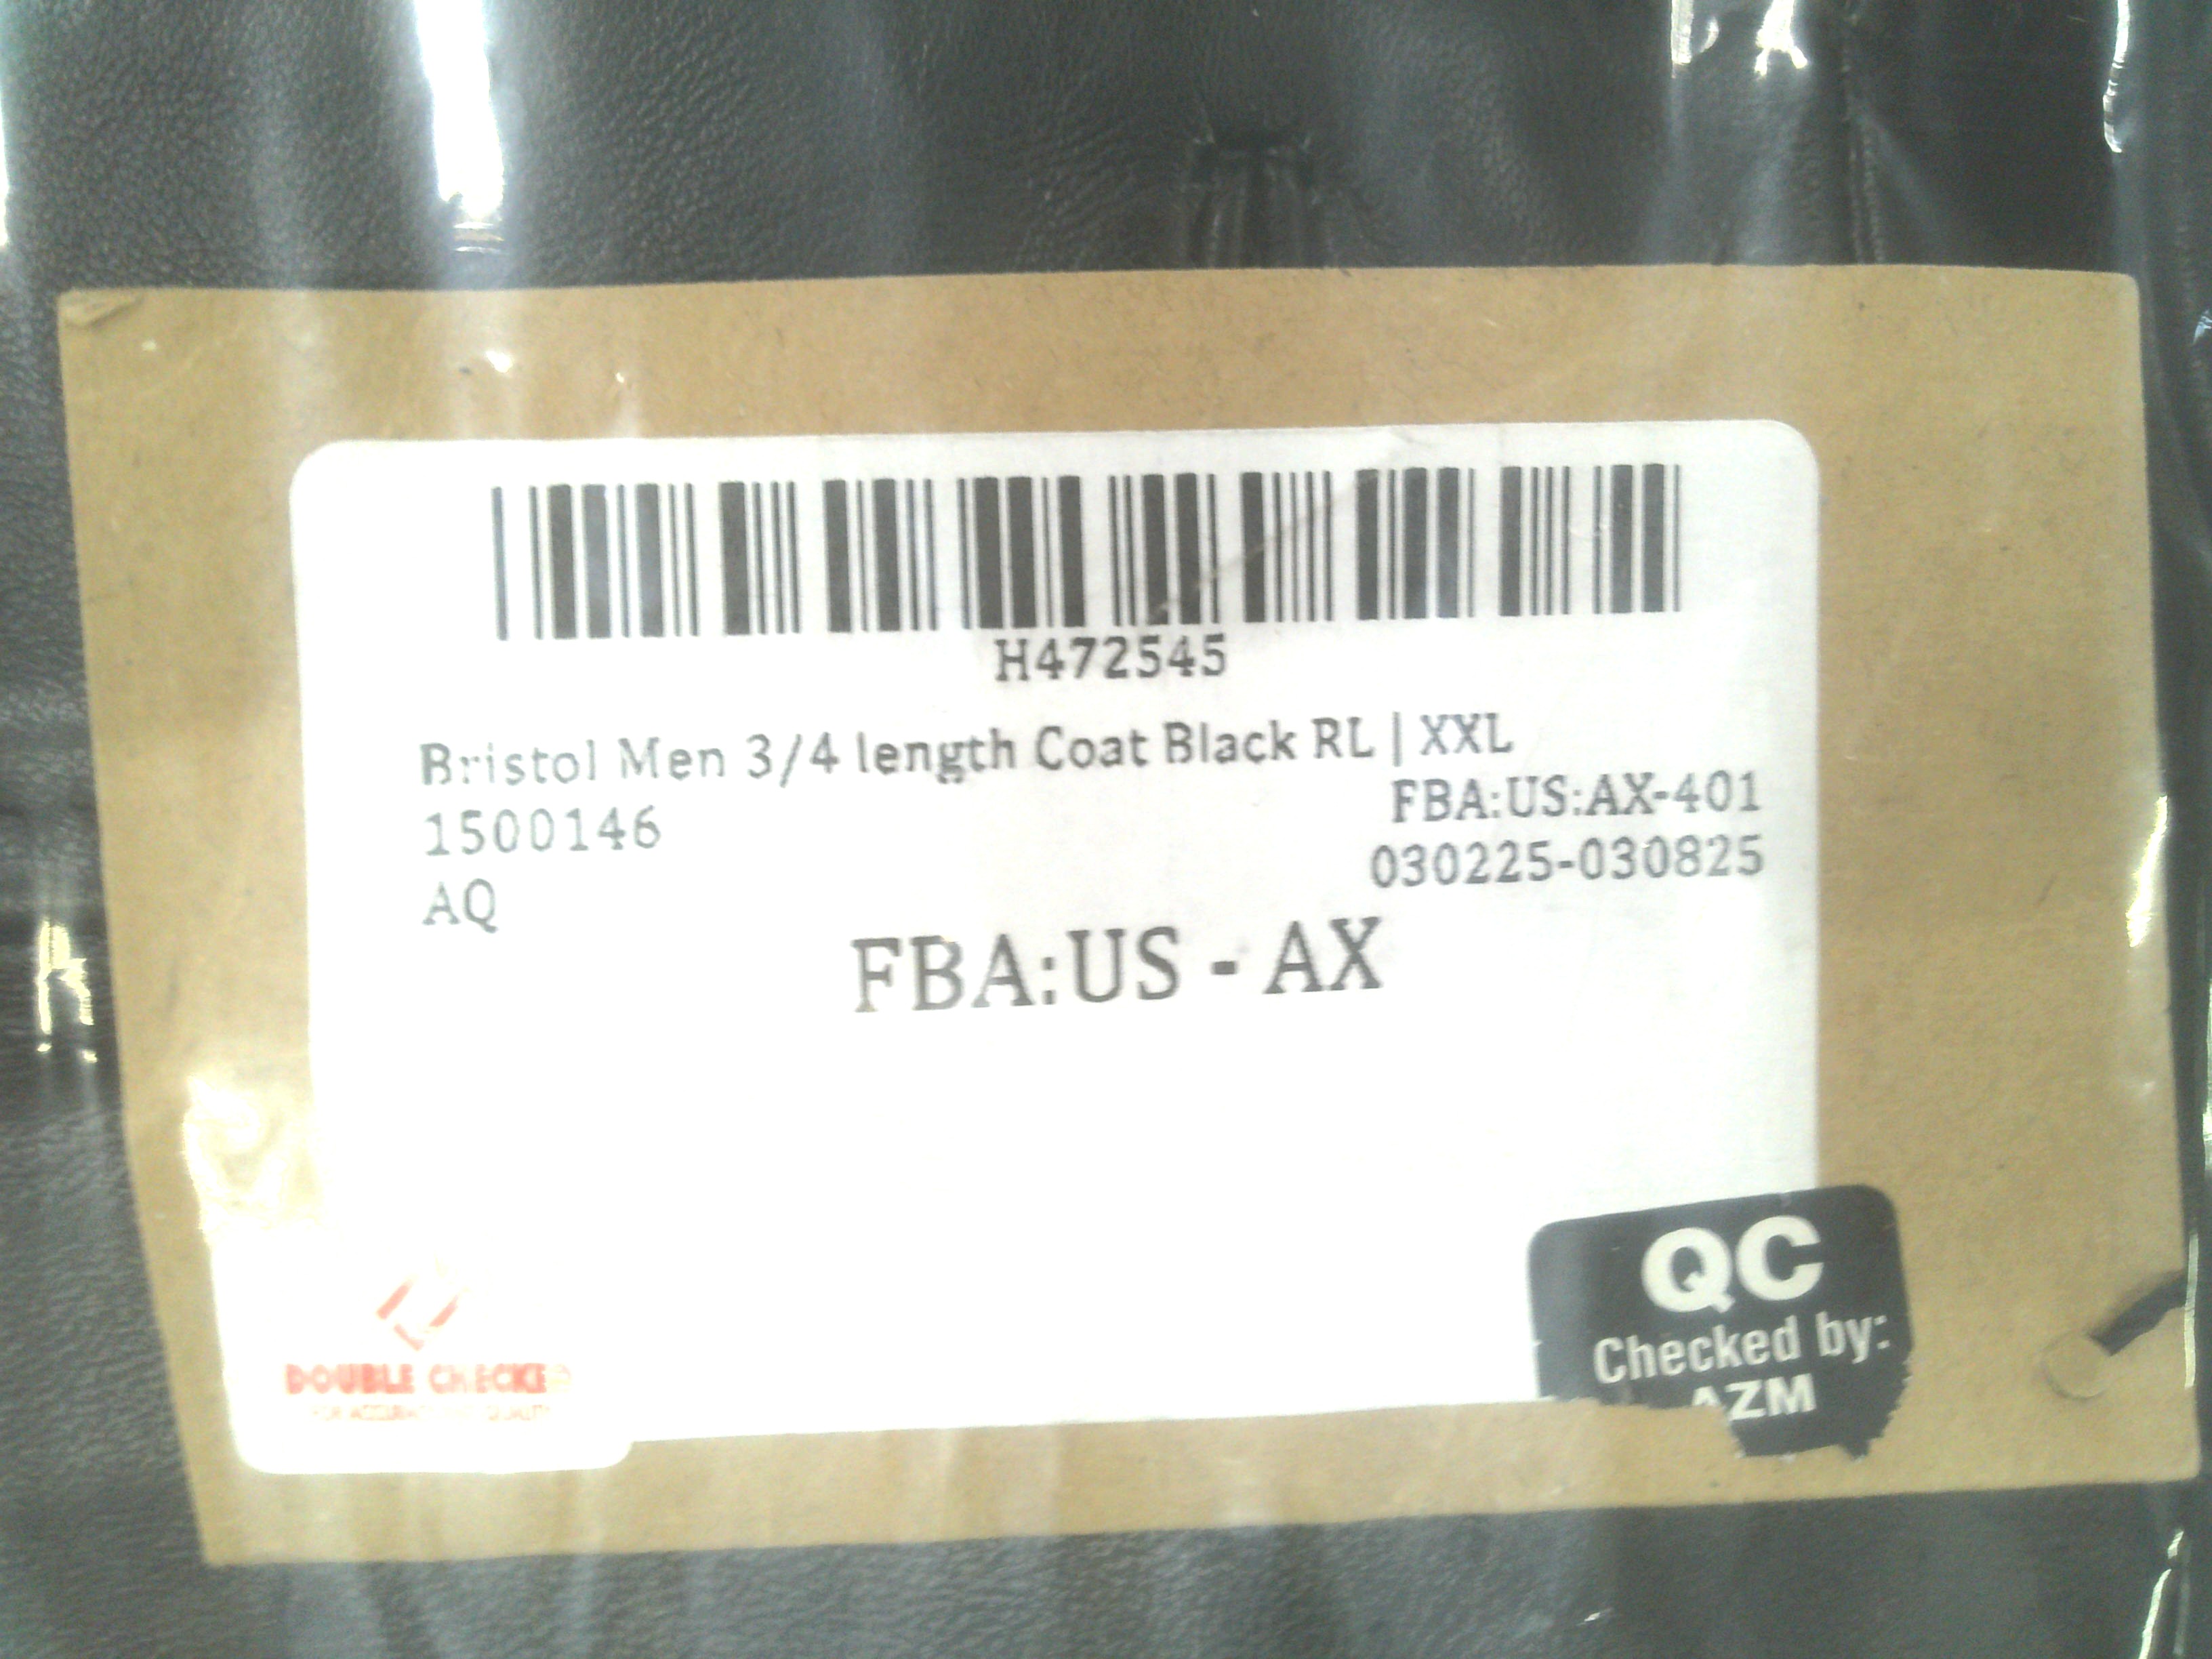 H472545
Bristol Men 3/4 length Coat Black RL | XXL
FBA:US:AX-401
1500146
030225-030825
AQ
FBA:US - AX
QC
Checked by:
AZM
DOUBLE CHECKED